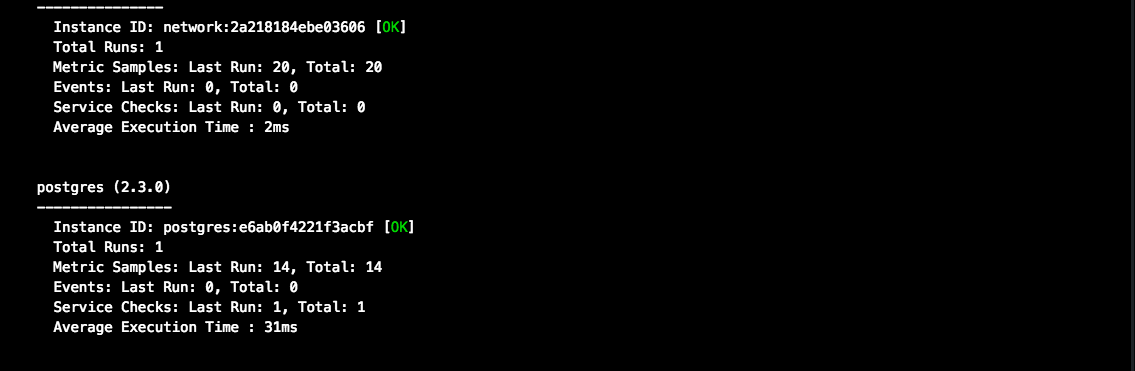 ---------------
Instance ID: network:2a218184ebe03606 [OK]
Total Runs: 1
Metric Samples: Last Run: 20, Total: 20
Events: Last Run: 0, Total: 0
Service Checks: Last Run: 0, Total: 0
Average Execution Time : 2ms
postgres (2.3.0)
----------------
Instance ID: postgres:e6ab0f4221f3acbf [OK]
Total Runs: 1
Metric Samples: Last Run: 14, Total: 14
Events: Last Run: 0, Total: 0
Service Checks: Last Run: 1, Total: 1
Average Execution Time : 31ms